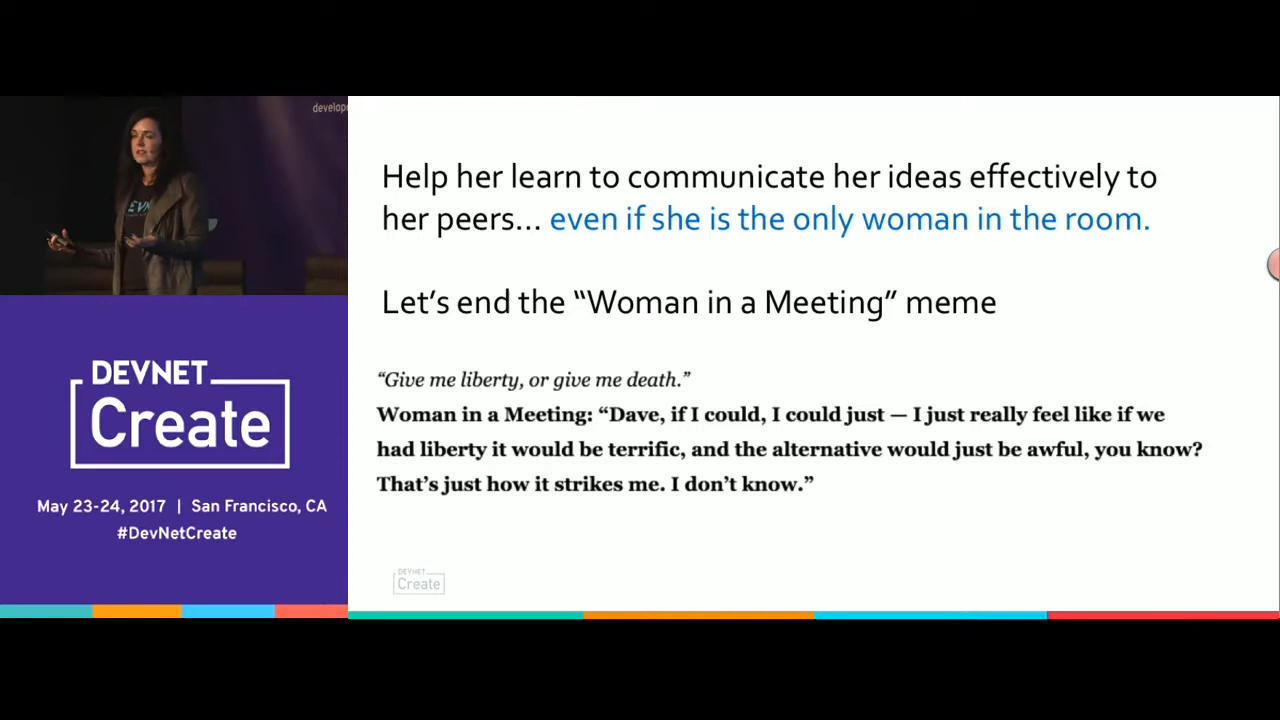 develope
EVN
Help her learn to communicate her ideas effectively to
her peers... even if she is the only woman in the room.
Let's end the “Woman in a Meeting” meme
“Give me liberty, or give me death.”
Woman in a Meeting: “Dave, if I could, I could just — I just really feel like if we
had liberty it would be terrific, and the alternative would just be awful, you know?
That's just how it strikes me. I don't know.”
DEVNET
Create
DEVNET
Create
May 23-24, 2017 | San Francisco, CA
#DevNetCreate